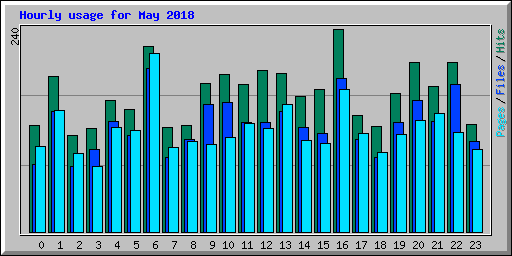 Hourly usage for May 2018
240
Pages / Files / Hits
0 1 2 3 4 5 6 7 8 9 10 11 12 13 14 15 16 17 18 19 20 21 22 23